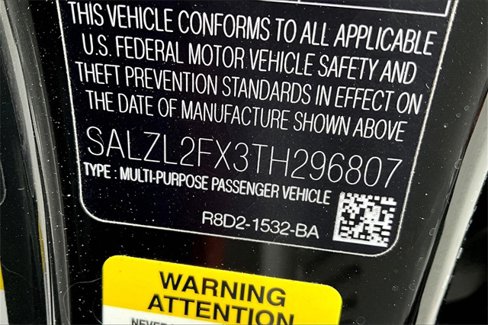 THIS VEHICLE CONFORMS TO ALL APPLICABLE
U.S. FEDERAL MOTOR VEHICLE SAFETY AND
THEFT PREVENTION STANDARDS IN EFFECT ON
THE DATE OF MANUFACTURE SHOWN ABOVE
SALZL2FX3TH296807
TYPE : MULTI-PURPOSE PASSENGER VEHICLE
R8D2-1532-BA
WARNING
ATTENTION